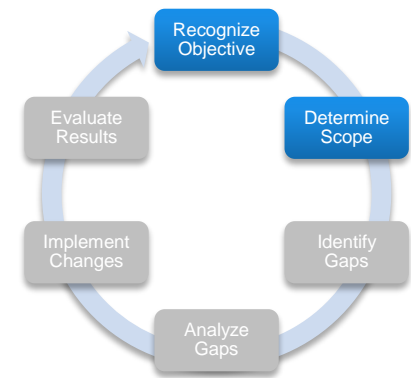 Recognize
Objective
Determine
Scope
Identify
Gaps
Analyze
Gaps
Implement
Changes
Evaluate
Results